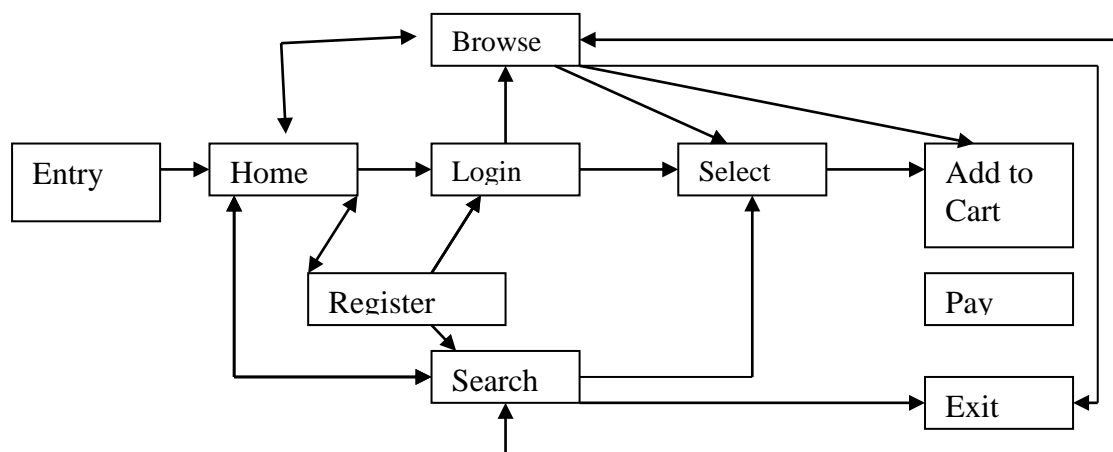 Browse
Entry
Home
Login
Select
Add to
Cart
Register
Pay
Search
Exit